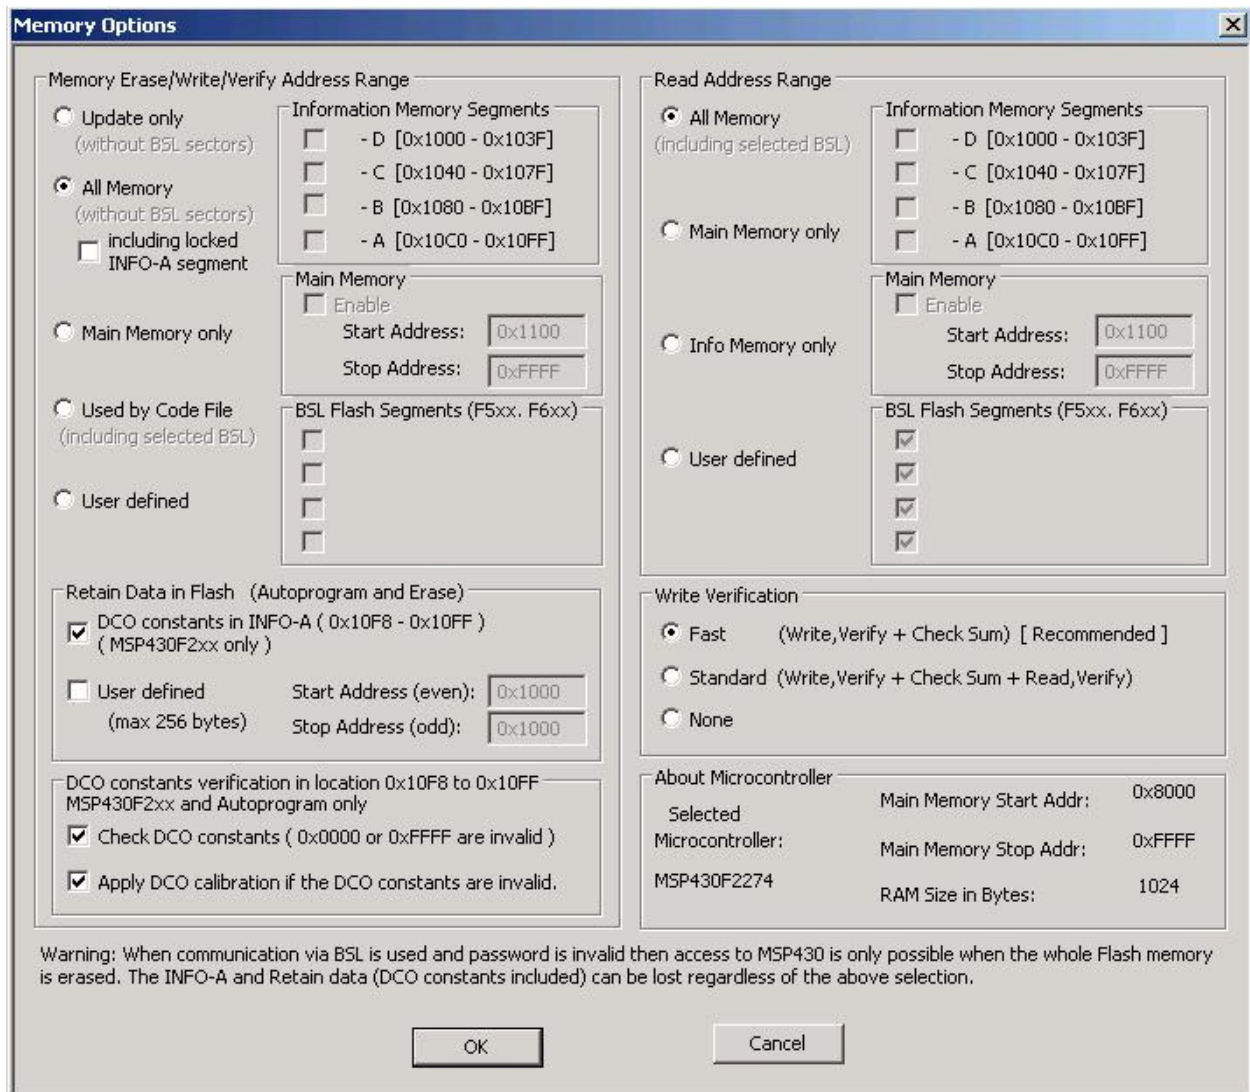 Memory Options
Memory Erase/Write/Verify Address Range
Update only
(without BSL sectors)
All Memory
(without BSL sectors)
including locked
INFO-A segment
Main Memory only
Used by Code File
(including selected BSL)
User defined
Information Memory Segments
- D [0x1000 - 0x103F]
- C [0x1040 - 0x107F]
- B [0x1080 - 0x10BF]
- A [0x10C0 - 0x10FF]
Main Memory
Enable
Start Address: 0x1100
Stop Address: 0xFFFF
BSL Flash Segments (F5xx. F6xx)
Retain Data in Flash (Autoprogram and Erase)
DCO constants in INFO-A ( 0x10F8 - 0x10FF )
( MSP430F2xx only )
User defined
(max 256 bytes)
Start Address (even): 0x1000
Stop Address (odd): 0x1000
DCO constants verification in location 0x10F8 to 0x10FF
MSP430F2xx and Autoprogram only
Check DCO constants ( 0x0000 or 0xFFFF are invalid )
Apply DCO calibration if the DCO constants are invalid.
Read Address Range
All Memory
(including selected BSL)
Main Memory only
Info Memory only
User defined
Information Memory Segments
- D [0x1000 - 0x103F]
- C [0x1040 - 0x107F]
- B [0x1080 - 0x10BF]
- A [0x10C0 - 0x10FF]
Main Memory
Enable
Start Address: 0x1100
Stop Address: 0xFFFF
BSL Flash Segments (F5xx. F6xx)
Write Verification
Fast (Write,Verify + Check Sum) [ Recommended ]
Standard (Write,Verify + Check Sum + Read,Verify)
None
About Microcontroller
Selected
Microcontroller:
MSP430F2274
Main Memory Start Addr: 0x8000
Main Memory Stop Addr: 0xFFFF
RAM Size in Bytes: 1024
Warning: When communication via BSL is used and password is invalid then access to MSP430 is only possible when the whole Flash memory
is erased. The INFO-A and Retain data (DCO constants included) can be lost regardless of the above selection.
OK
Cancel